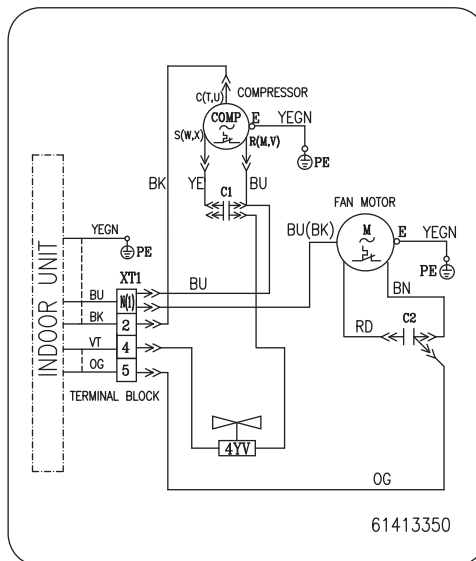 C(T,U)
COMPRESSOR
COMP
E
YEGN
S(W,X)
R(M,V)
PE
BK
YE
C1
BU
FAN MOTOR
BU(BK)
M
E
YEGN
PE
INDOOR UNIT
YEGN
PE
XT1
BU
N(1)
BU
BN
BK
2
RD
C2
VT
4
OG
5
TERMINAL BLOCK
4YV
OG
61413350